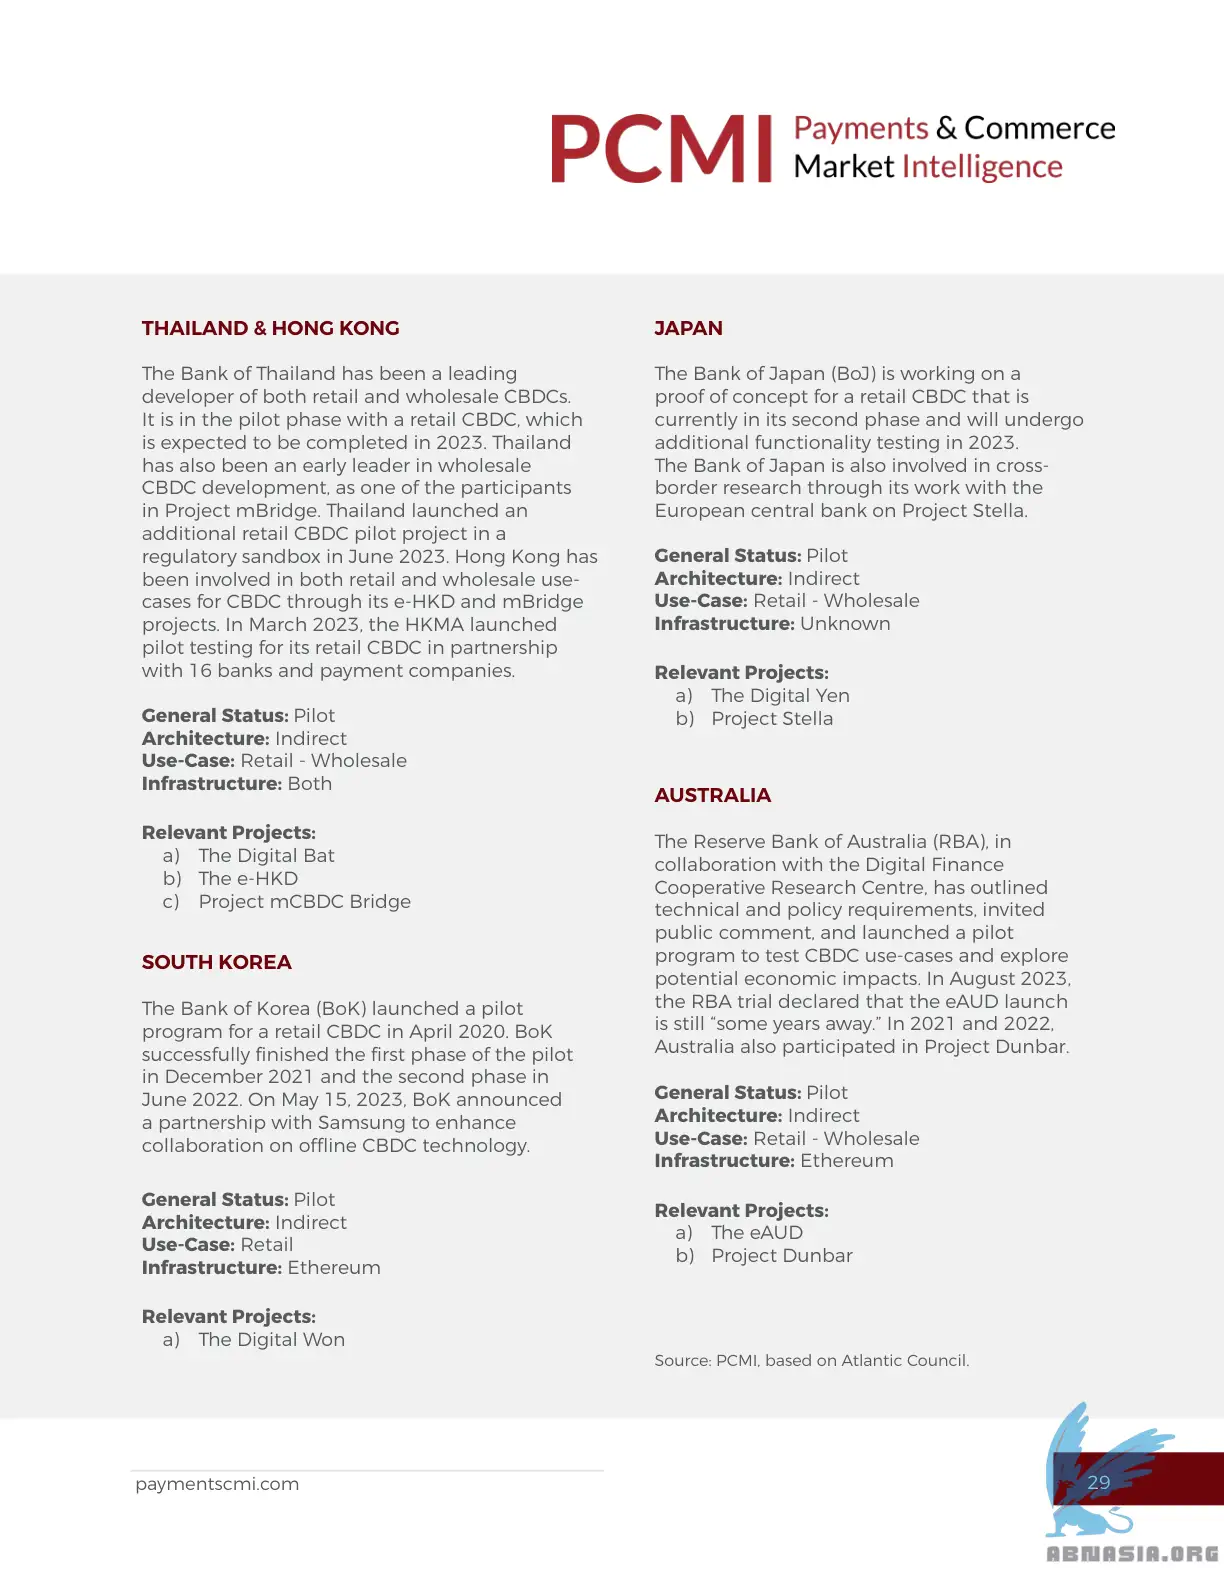 PCMI
Payments & Commerce
Market Intelligence
THAILAND & HONG KONG
The Bank of Thailand has been a leading
developer of both retail and wholesale CBDCs.
It is in the pilot phase with a retail CBDC, which
is expected to be completed in 2023. Thailand
has also been an early leader in wholesale
CBDC development, as one of the participants
in Project mBridge. Thailand launched an
additional retail CBDC pilot project in a
regulatory sandbox in June 2023. Hong Kong has
been involved in both retail and wholesale use-
cases for CBDC through its e-HKD and mBridge
projects. In March 2023, the HKMA launched
pilot testing for its retail CBDC in partnership
with 16 banks and payment companies.
General Status: Pilot
Architecture: Indirect
Use-Case: Retail - Wholesale
Infrastructure: Both
Relevant Projects:
a) The Digital Bat
b) The e-HKD
c) Project mCBDC Bridge
SOUTH KOREA
The Bank of Korea (BoK) launched a pilot
program for a retail CBDC in April 2020. BoK
successfully finished the first phase of the pilot
in December 2021 and the second phase in
June 2022. On May 15, 2023, BoK announced
a partnership with Samsung to enhance
collaboration on offline CBDC technology.
General Status: Pilot
Architecture: Indirect
Use-Case: Retail
Infrastructure: Ethereum
Relevant Projects:
a) The Digital Won
JAPAN
The Bank of Japan (BoJ) is working on a
proof of concept for a retail CBDC that is
currently in its second phase and will undergo
additional functionality testing in 2023.
The Bank of Japan is also involved in cross-
border research through its work with the
European central bank on Project Stella.
General Status: Pilot
Architecture: Indirect
Use-Case: Retail - Wholesale
Infrastructure: Unknown
Relevant Projects:
a) The Digital Yen
b) Project Stella
AUSTRALIA
The Reserve Bank of Australia (RBA), in
collaboration with the Digital Finance
Cooperative Research Centre, has outlined
technical and policy requirements, invited
public comment, and launched a pilot
program to test CBDC use-cases and explore
potential economic impacts. In August 2023,
the RBA trial declared that the eAUD launch
is still “some years away.” In 2021 and 2022,
Australia also participated in Project Dunbar.
General Status: Pilot
Architecture: Indirect
Use-Case: Retail - Wholesale
Infrastructure: Ethereum
Relevant Projects:
a) The eAUD
b) Project Dunbar
Source: PCMI, based on Atlantic Council.
paymentscmi.com
29
ABNASIA.ORG